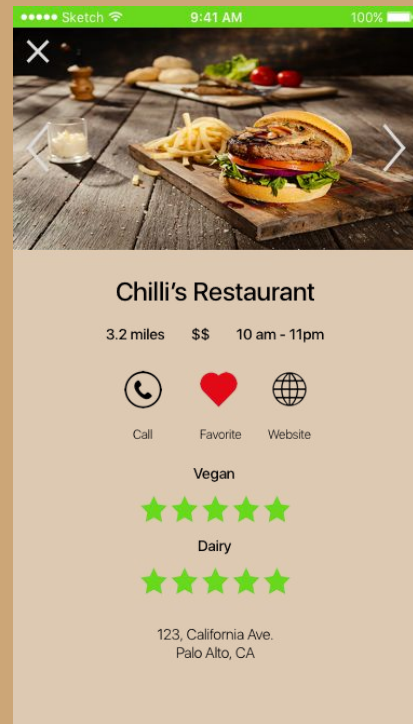 Sketch 9:41 AM 100%
Chilli's Restaurant
3.2 miles $$ 10 am - 11pm
Call Favorite Website
Vegan
Dairy
123, California Ave.
Palo Alto, CA